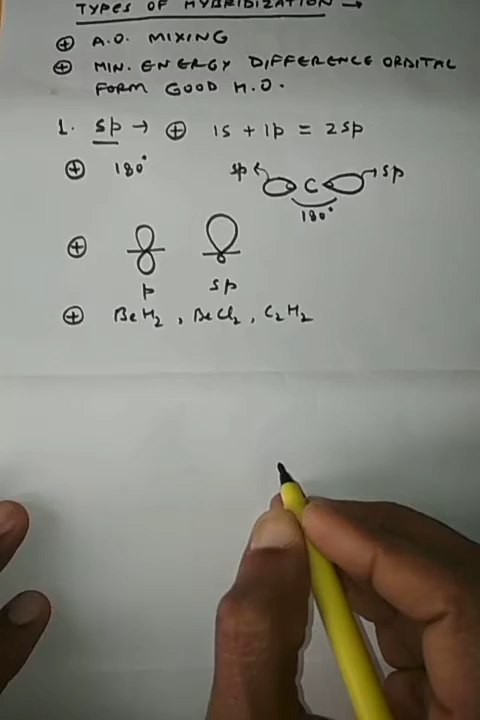 TYPES OF HYBRIDIZATION →
⊕ A.O. MIXING
⊕ MIN. ENERGY DIFFERENCE ORBITAL
FORM GOOD H.O.
1. sp → ⊕ 1s + 1p = 2sp
⊕ 180°
sp C sp
180°
⊕
p sp
⊕ BeH2, BeCl2, C2H2